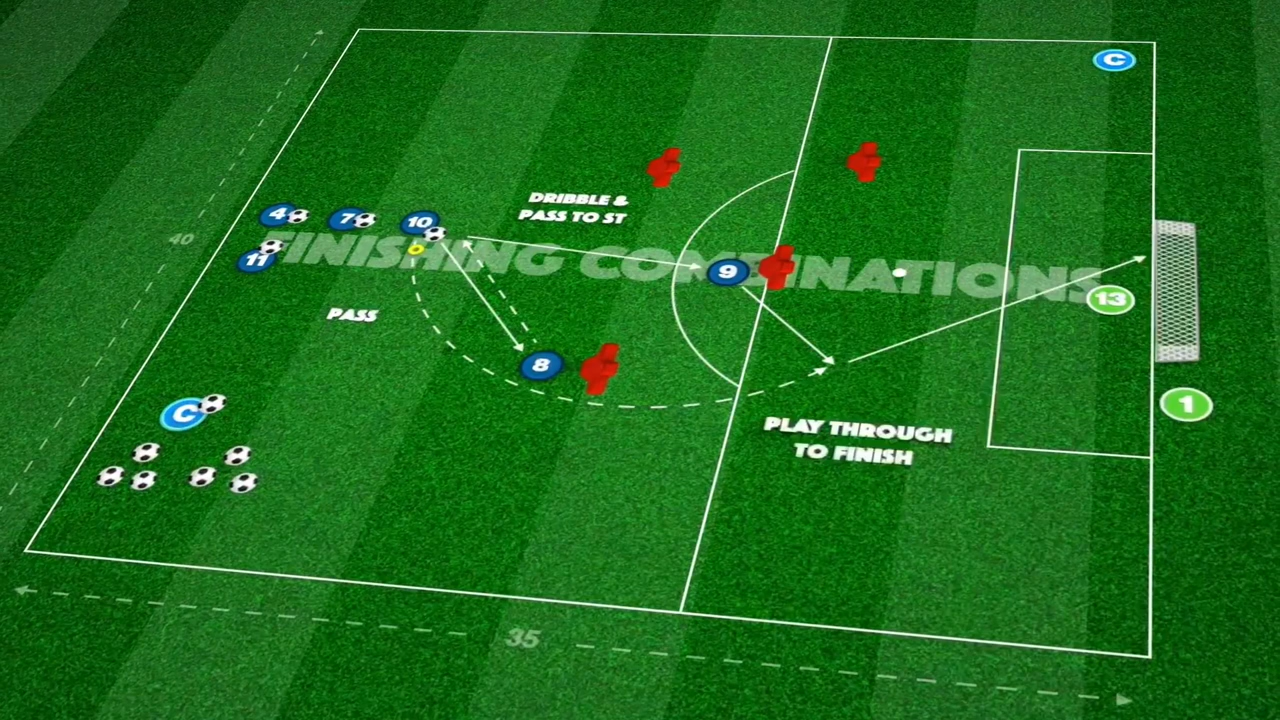 C
DRIBBLE &
PASS TO ST
4
7
10
40
11
FINISHING COMBINATIONS
9
13
PASS
8
C
1
PLAY THROUGH
TO FINISH
35